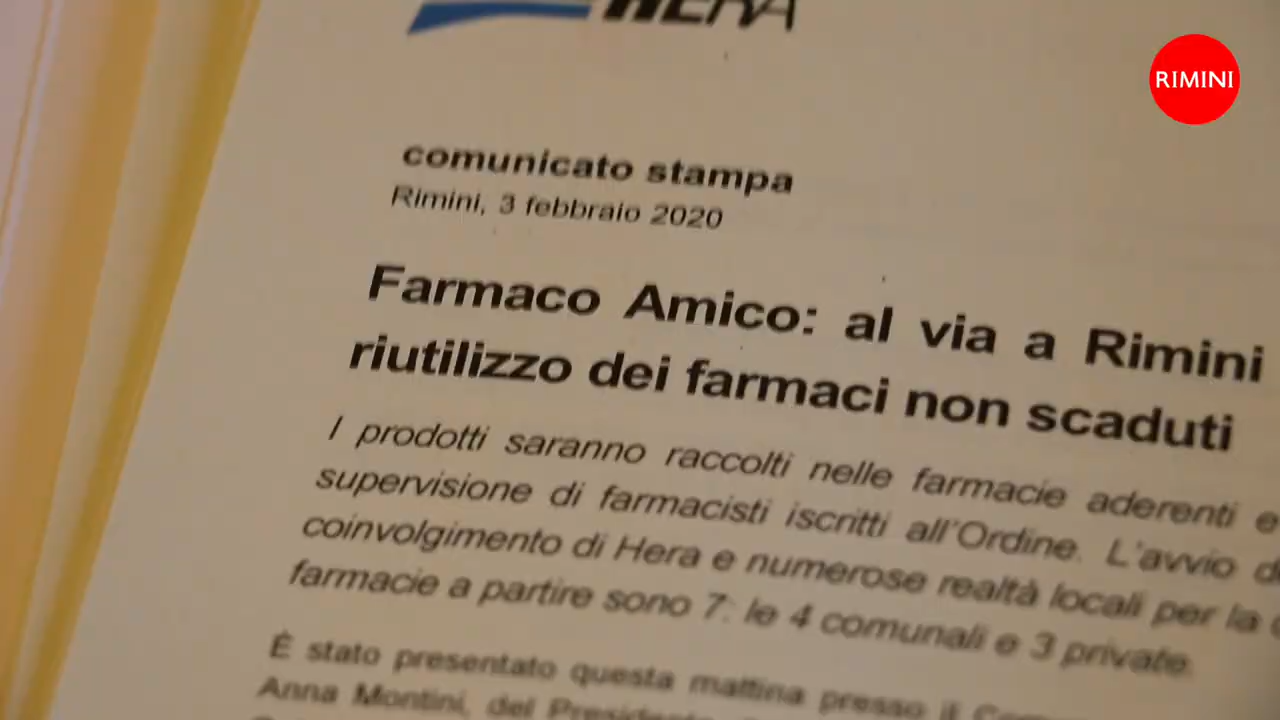 HERA
RIMINI
comunicato stampa
Rimini, 3 febbraio 2020
Farmaco Amico: al via a Rimini
riutilizzo dei farmaci non scaduti
I prodotti saranno raccolti nelle farmacie aderenti e
supervisione di farmacisti iscritti all'Ordine. L'avvio
coinvolgimento di Hera e numerose realtà locali per la
farmacie a partire sono 7: le 4 comunali e 3 private.
È stato presentato questa mattina presso il
Anna Montini, del